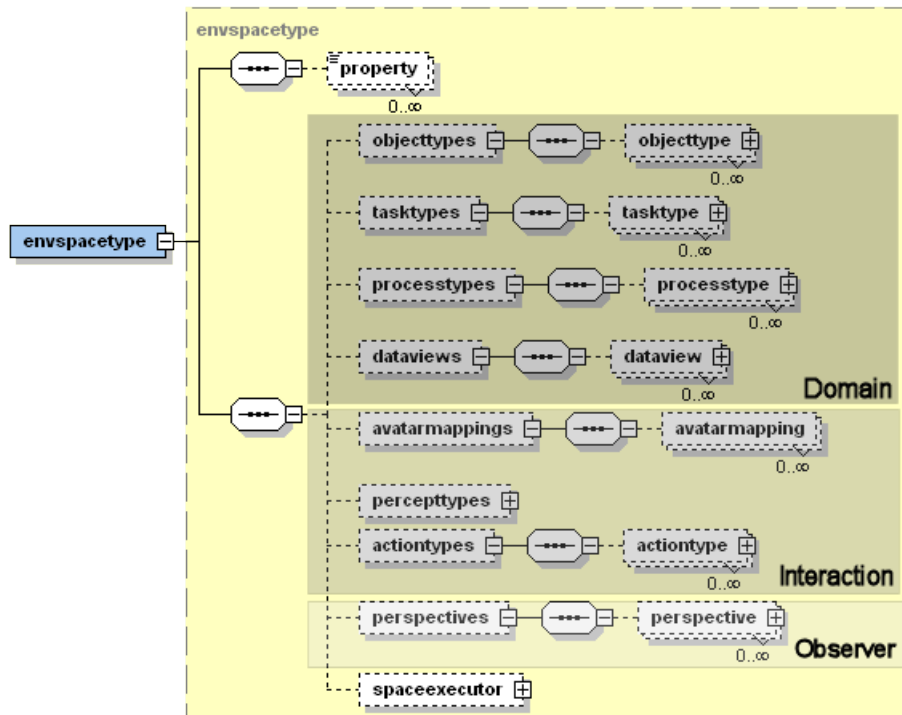 envspacetype
property
0..∞
objecttypes objecttype
0..∞
tasktypes tasktype
0..∞
envspacetype
processtypes processtype
0..∞
dataviews dataview
0..∞
Domain
avatarmappings avatarmapping
0..∞
percepttypes
actiontypes actiontype
0..∞
Interaction
perspectives perspective
0..∞
Observer
spaceexecutor